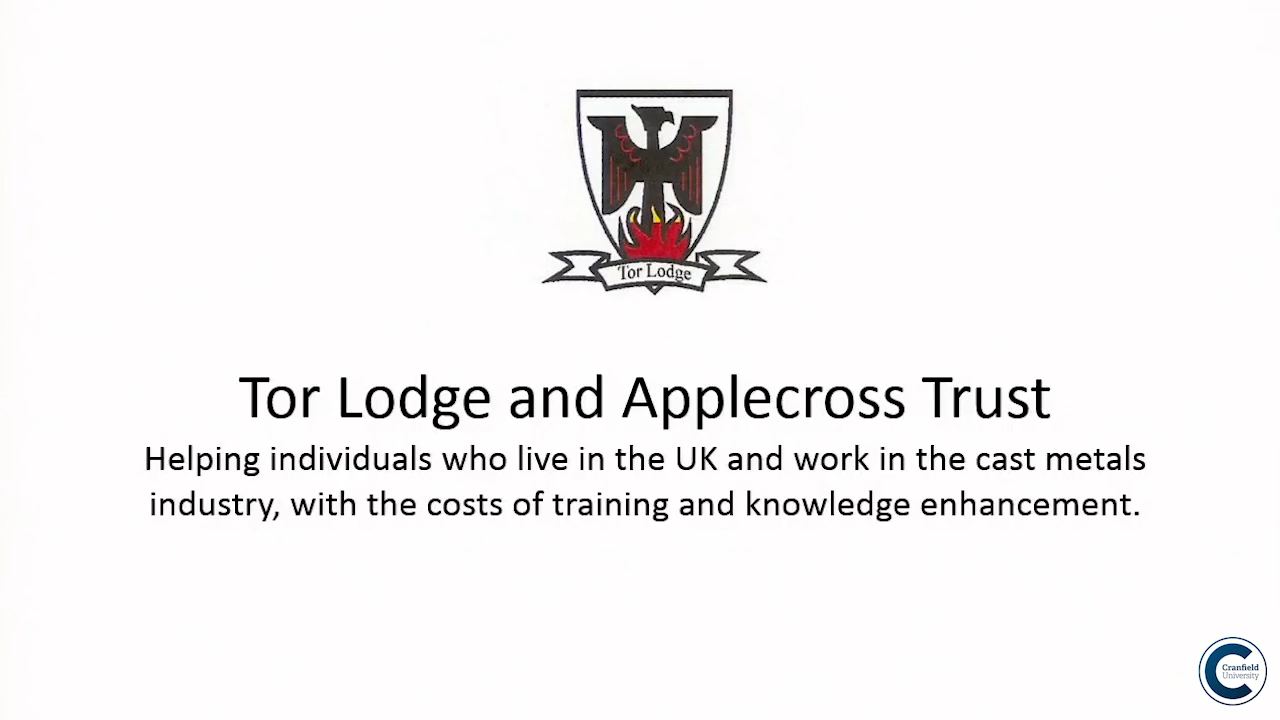 Tor Lodge
Tor Lodge and Applecross Trust
Helping individuals who live in the UK and work in the cast metals
industry, with the costs of training and knowledge enhancement.
Cranfield
University